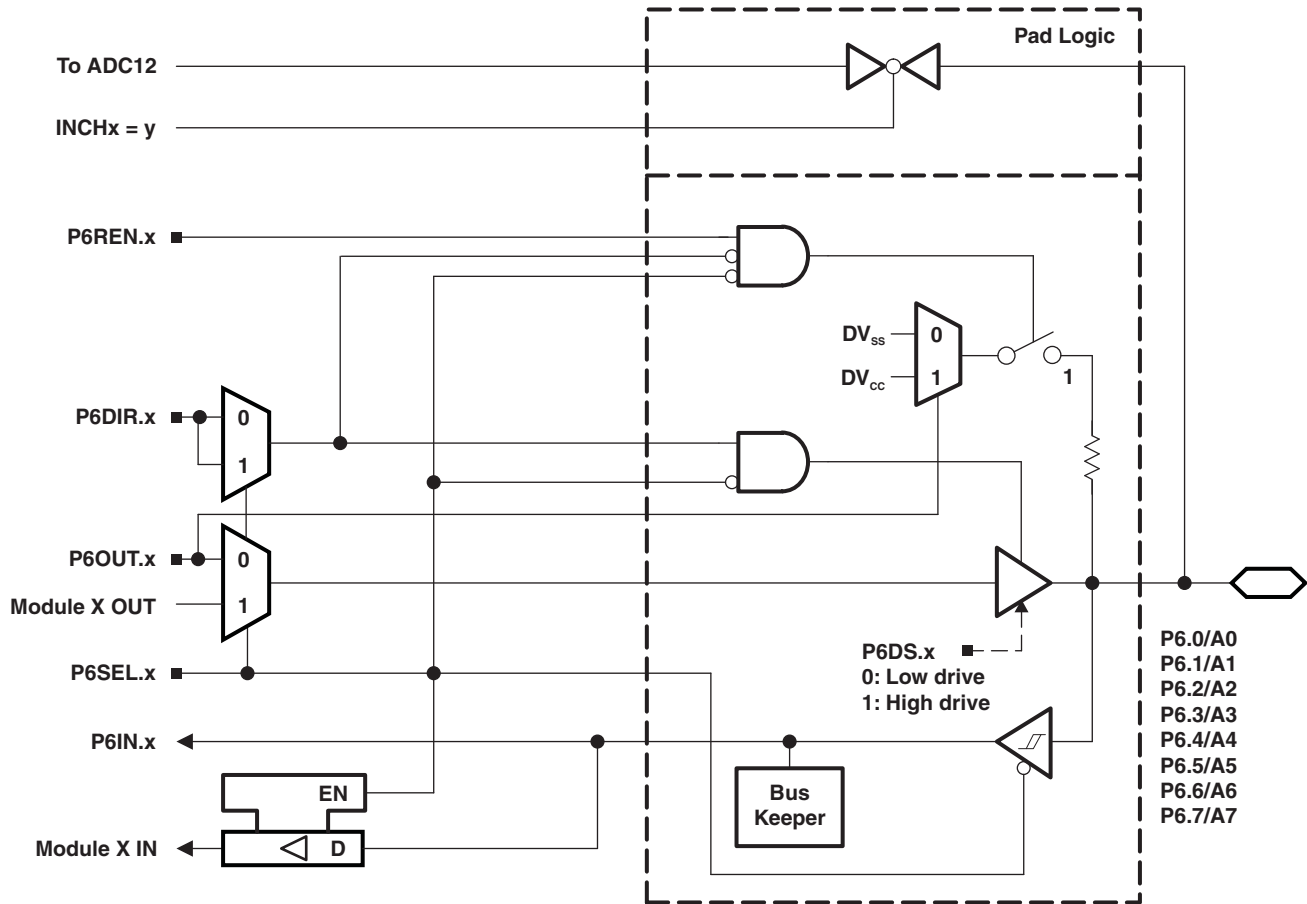 Pad Logic
To ADC12
INCHx = y
P6REN.x
DVSS
0
DVCC
1
1
P6DIR.x
0
1
P6OUT.x
0
Module X OUT
1
P6SEL.x
P6DS.x
0: Low drive
1: High drive
P6.0/A0
P6.1/A1
P6.2/A2
P6.3/A3
P6.4/A4
P6.5/A5
P6.6/A6
P6.7/A7
P6IN.x
Bus
Keeper
EN
D
Module X IN